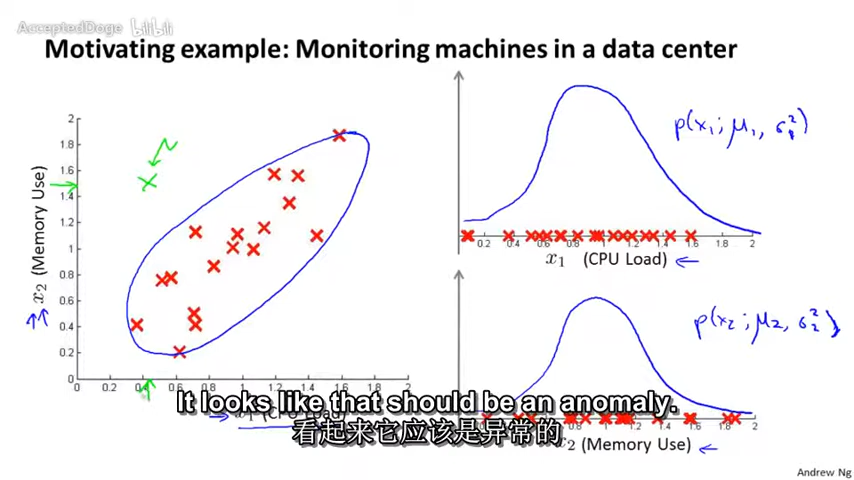 AcceptedDoge bilibili
Motivating example: Monitoring machines in a data center
2
1.8
1.6
1.4
1.2
1
0.8
0.6
0.4
0.2
0
x₂ (Memory Use)
0 0.2 0.4 0.6 0.8 1 1.2 1.4 1.6 1.8 2
p(x₁; μ₁, σ₁²)
0.2 0.4 0.6 0.8 1 1.2 1.4 1.6 1.8 2
x₁ (CPU Load)
p(x₂; μ₂, σ₂²)
x₂ (Memory Use)
It looks like that should be an anomaly.
看起来它应该是异常的
Andrew Ng